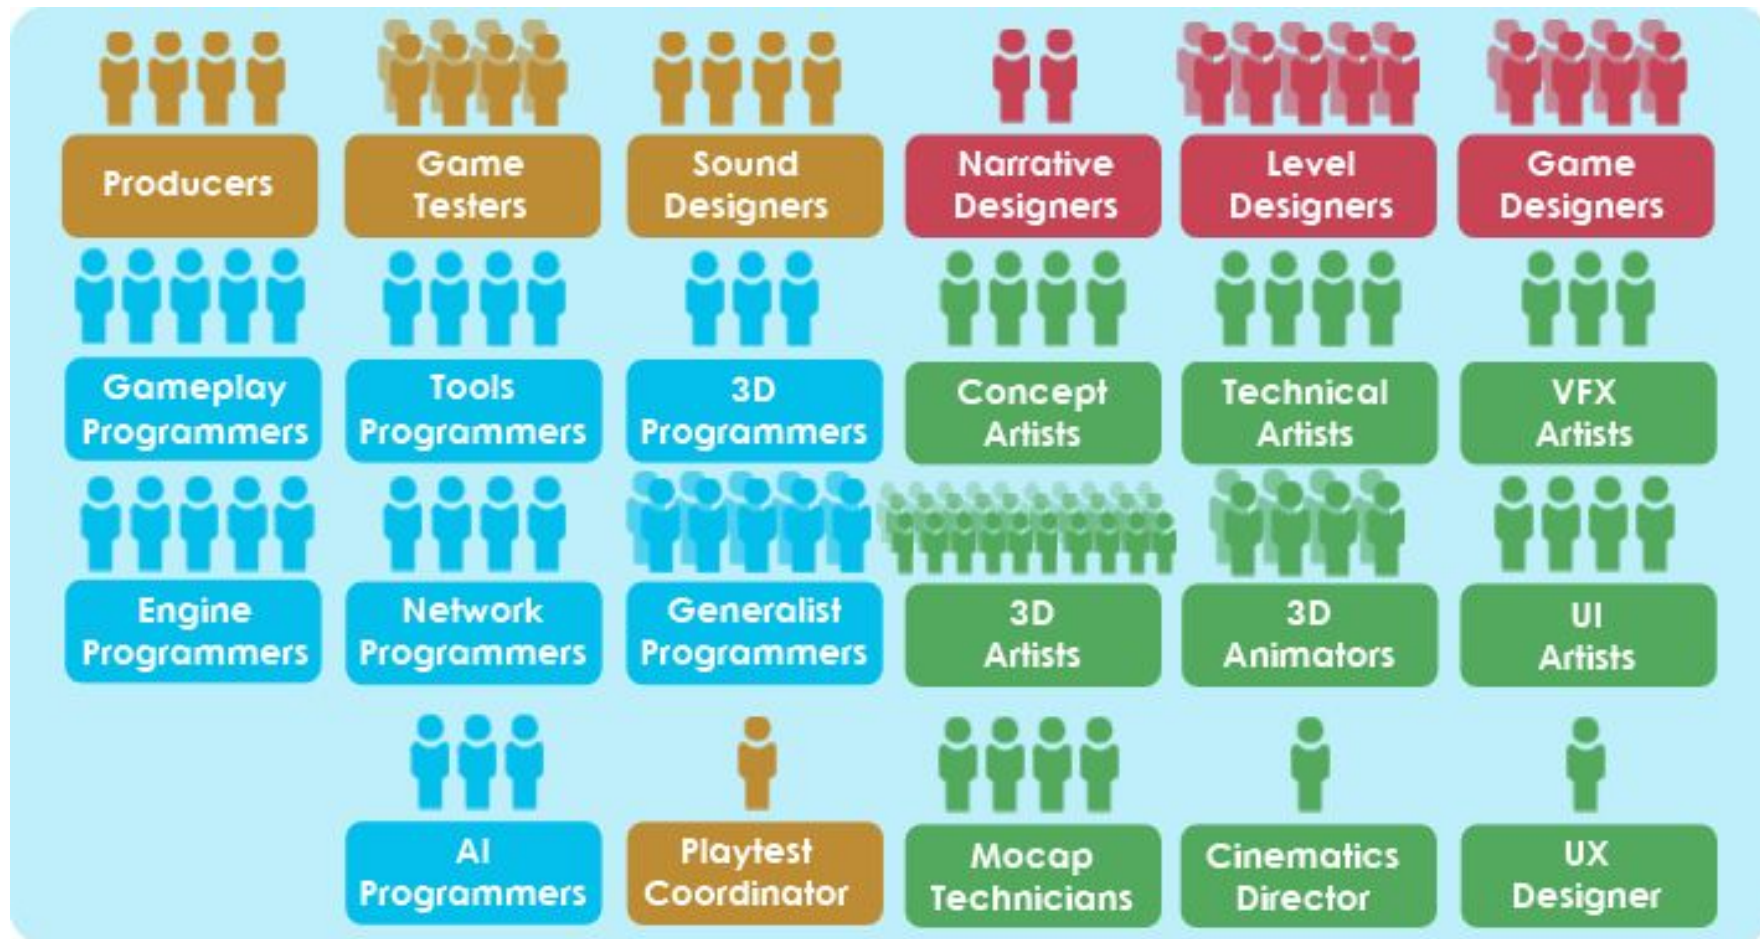 Producers
Game
Testers
Sound
Designers
Narrative
Designers
Level
Designers
Game
Designers
Gameplay
Programmers
Tools
Programmers
3D
Programmers
Concept
Artists
Technical
Artists
VFX
Artists
Engine
Programmers
Network
Programmers
Generalist
Programmers
3D
Artists
3D
Animators
UI
Artists
AI
Programmers
Playtest
Coordinator
Mocap
Technicians
Cinematics
Director
UX
Designer